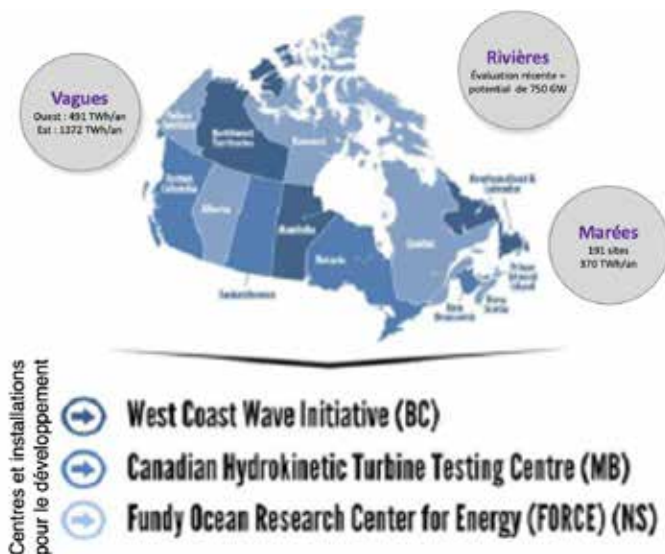 Vagues
Ouest : 491 TWh/an
Est : 1372 TWh/an
Rivières
Évaluation récente =
potential de 750 GW
Marées
191 sites
370 TWh/an
Northwest
Territories
Nunavut
British
Columbia
Alberta
Saskatchewan
Manitoba
Ontario
Quebec
Newfoundland &
Labrador
Prince
Edward
Island
Nova
Scotia
New
Brunswick
Centres et installations
pour le développement
West Coast Wave Initiative (BC)
Canadian Hydrokinetic Turbine Testing Centre (MB)
Fundy Ocean Research Center for Energy (FORCE) (NS)